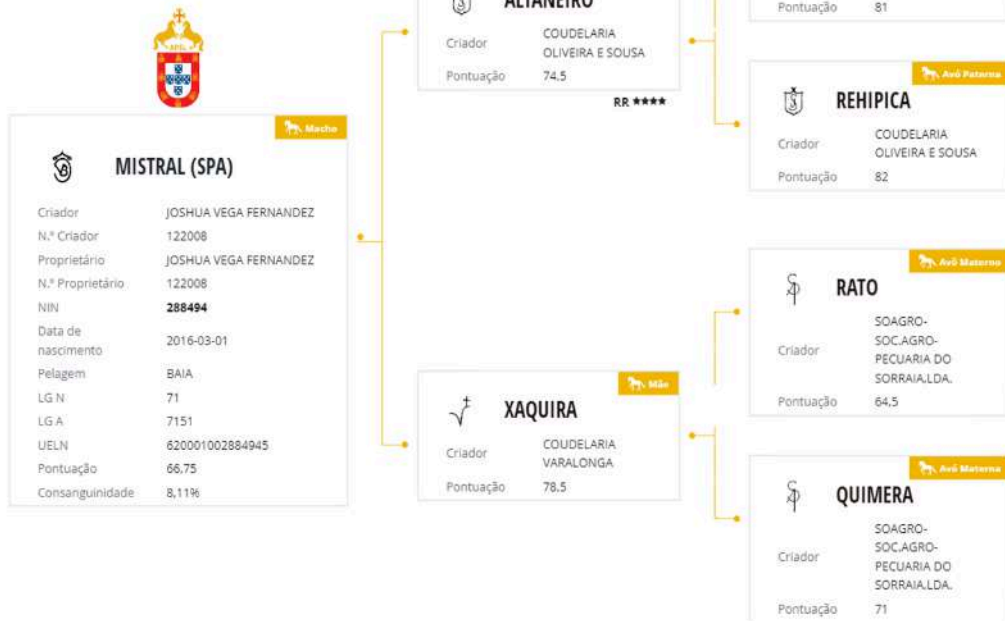 ALTANEIRO
Criador COUDELARIA
OLIVEIRA E SOUSA
Pontuação 74,5
RR ★★★★
Pontuação 81
Avó Paterna
REHIPICA
Criador COUDELARIA
OLIVEIRA E SOUSA
Pontuação 82
APSL
Macho
MISTRAL (SPA)
Criador JOSHUA VEGA FERNANDEZ
N.º Criador 122008
Proprietário JOSHUA VEGA FERNANDEZ
N.º Proprietário 122008
NIN 288494
Data de
nascimento 2016-03-01
Pelagem BAIA
LG N 71
LG A 7151
UELN 620001002884945
Pontuação 66,75
Consanguinidade 8,11%
Mãe
XAQUIRA
Criador COUDELARIA
VARALONGA
Pontuação 78,5
Avô Materno
RATO
Criador SOAGRO-
SOC.AGRO-
PECUARIA DO
SORRAIA,LDA.
Pontuação 64,5
Avó Materna
QUIMERA
Criador SOAGRO-
SOC.AGRO-
PECUARIA DO
SORRAIA,LDA.
Pontuação 71